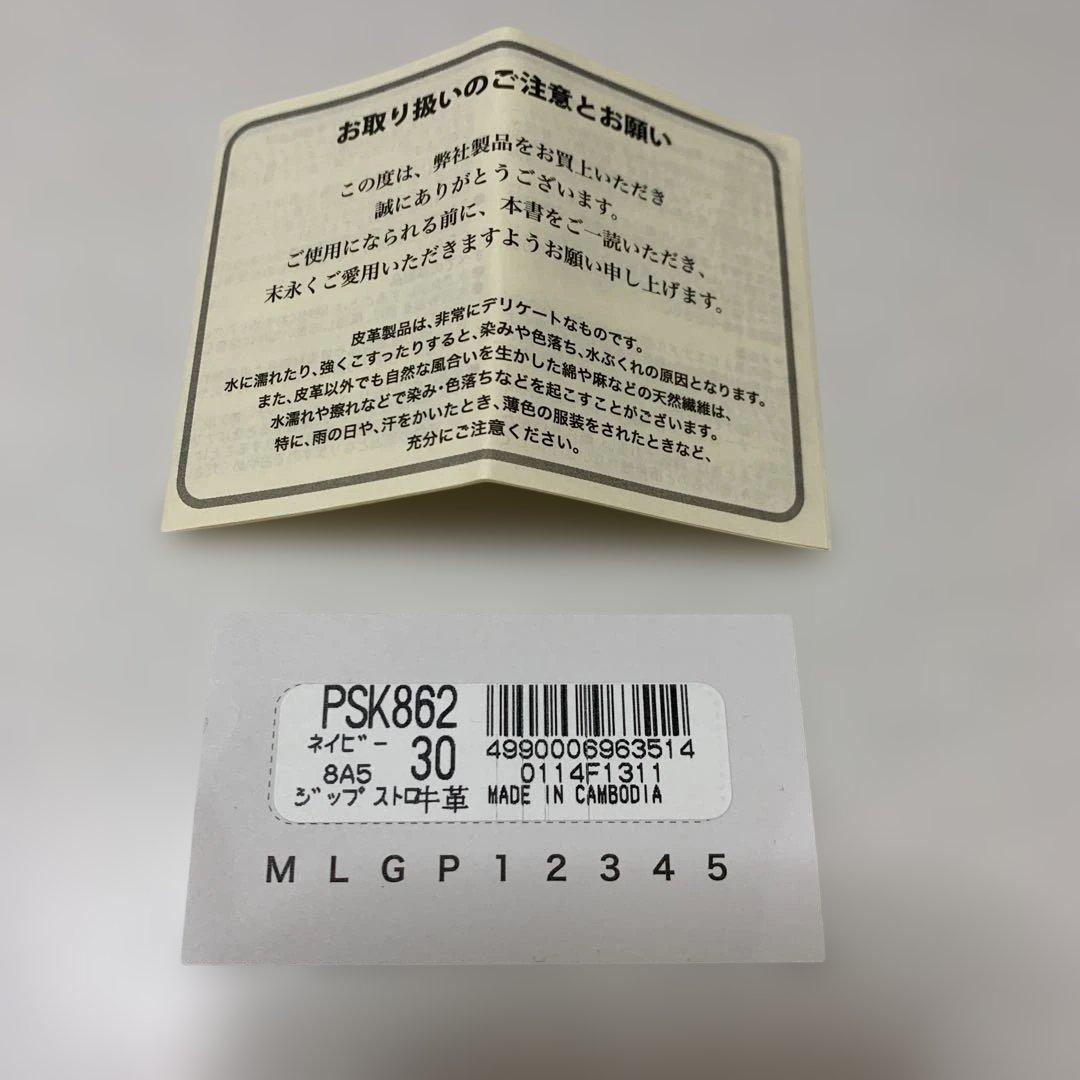 お取り扱いのご注意とお願い
この度は、弊社製品をお買上いただき
誠にありがとうございます。
ご使用になられる前に、本書をご一読いただき、
末永くご愛用いただきますようお願い申し上げます。
皮革製品は、非常にデリケートなものです。
水に濡れたり、強くこすったりすると、染みや色落ち、水ぶくれの原因となります。
また、皮革以外でも自然な風合いを生かした綿や麻などの天然繊維は、
水濡れや擦れなどで染み・色落ちなどを起こすことがございます。
特に、雨の日や、汗をかいたとき、薄色の服装をされたときなど、
充分にご注意ください。
PSK862
ネイビー 30 4990006963514
8A5 0114F1311
ジップストロ牛革 MADE IN CAMBODIA
M L G P 1 2 3 4 5